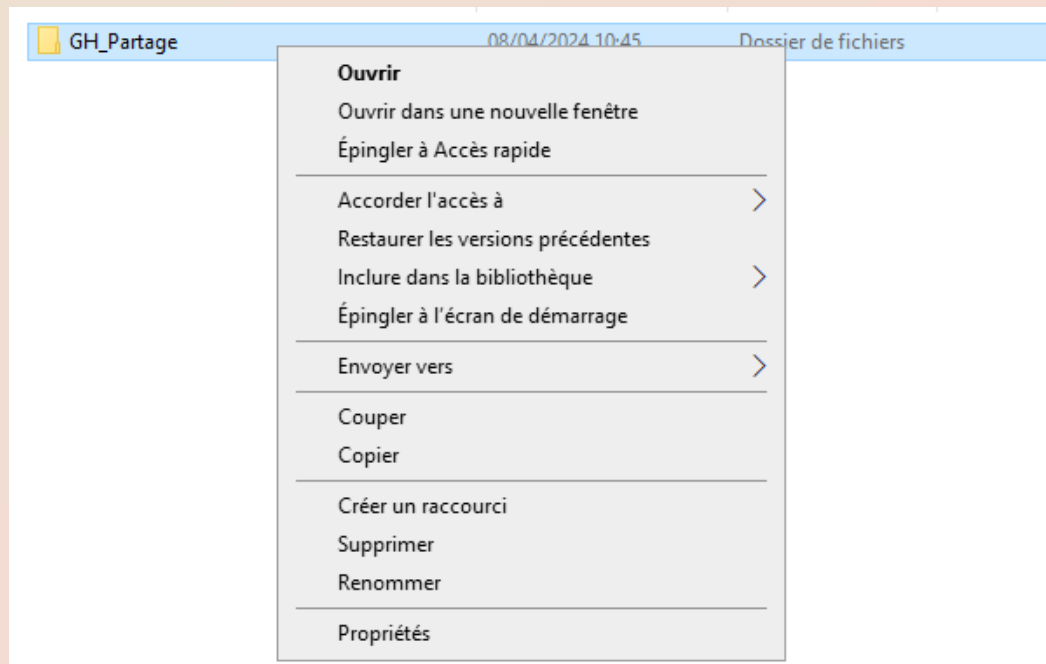 GH_Partage 08/04/2024 10:45 Dossier de fichiers
Ouvrir
Ouvrir dans une nouvelle fenêtre
Épingler à Accès rapide
Accorder l'accès à
Restaurer les versions précédentes
Inclure dans la bibliothèque
Épingler à l'écran de démarrage
Envoyer vers
Couper
Copier
Créer un raccourci
Supprimer
Renommer
Propriétés